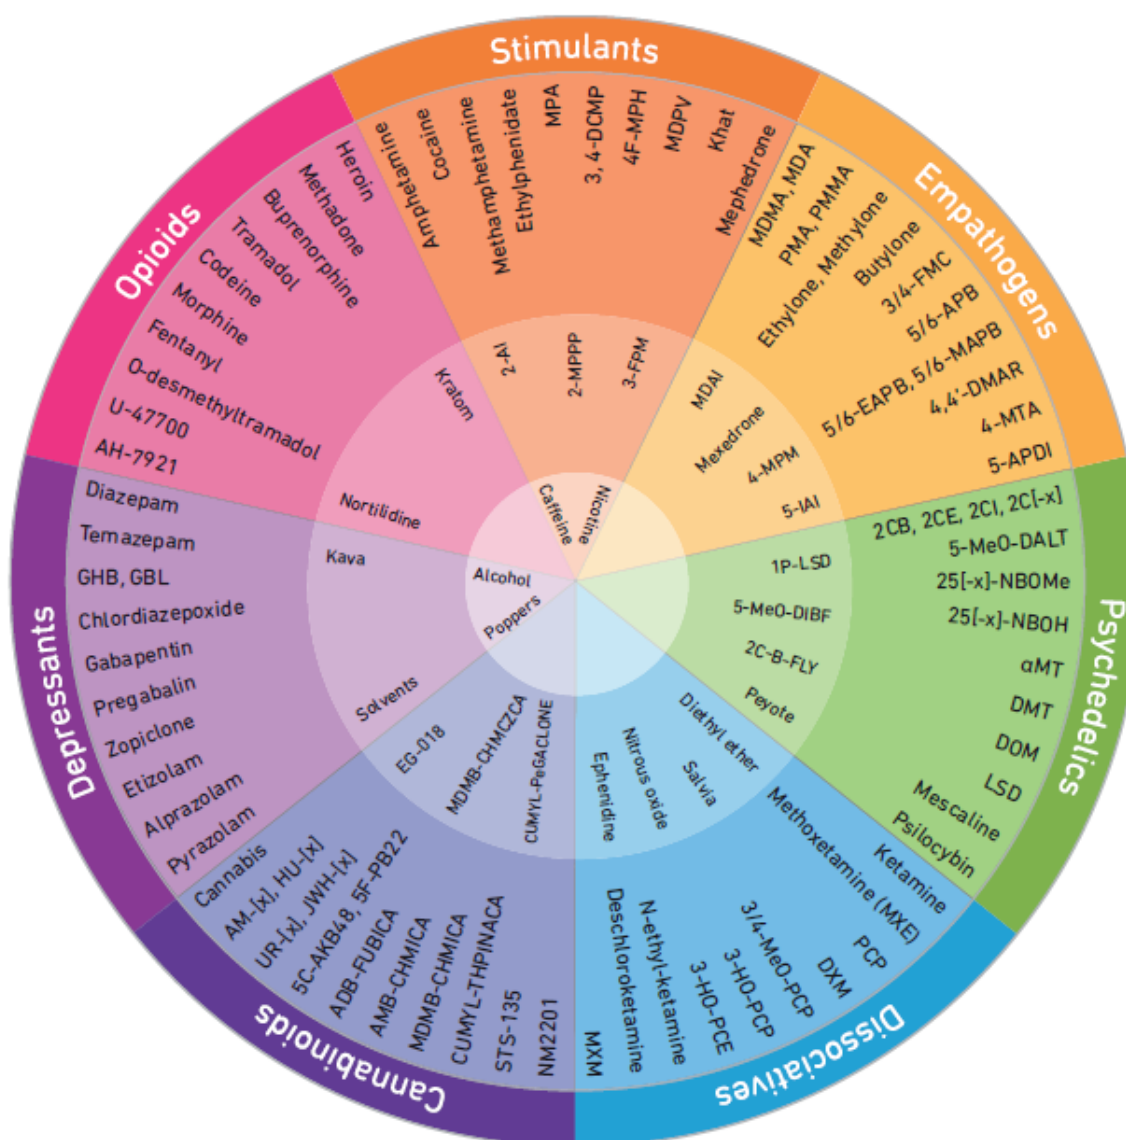 Stimulants
Amphetamine
Cocaine
Methamphetamine
Ethylphenidate
MPA
3, 4-DCMP
4F-MPH
MDPV
Khat
Mephedrone
2-AI
2-MPPP
3-FPM
Caffeine
Nicotine
Empathogens
MDMA, MDA
PMA, PMMA
Ethylone, Methylone
Butylone
3/4-FMC
5/6-APB
5/6-EAPB, 5/6-MAPB
4,4'-DMAR
4-MTA
5-APDI
MDAI
Mexedrone
4-MPM
5-IAI
Psychedelics
2CB, 2CE, 2CI, 2C[-x]
5-MeO-DALT
25[-x]-NBOMe
25[-x]-NBOH
αMT
DMT
DOM
LSD
Mescaline
Psilocybin
1P-LSD
5-MeO-DIBF
2C-B-FLY
Peyote
Dissociatives
Ketamine
Methoxetamine (MXE)
PCP
DXM
3/4-MeO-PCP
3-HO-PCP
3-HO-PCE
N-ethyl-ketamine
Deschloroketamine
MXM
Diethyl ether
Salvia
Nitrous oxide
Ephenidine
Cannabinoids
NM2201
STS-135
CUMYL-THPINACA
MDMB-CHMICA
AMB-CHMICA
ADB-FUBICA
5C-AKB48, 5F-PB22
UR-[x], JWH-[x]
AM-[x], HU-[x]
Cannabis
CUMYL-PeGACLONE
MDMB-CHMCZCA
EG-018
Depressants
Pyrazolam
Alprazolam
Etizolam
Zopiclone
Pregabalin
Gabapentin
Chlordiazepoxide
GHB, GBL
Temazepam
Diazepam
Solvents
Kava
Poppers
Alcohol
Opioids
AH-7921
U-47700
O-desmethyltramadol
Fentanyl
Morphine
Codeine
Tramadol
Buprenorphine
Methadone
Heroin
Nortilidine
Kratom